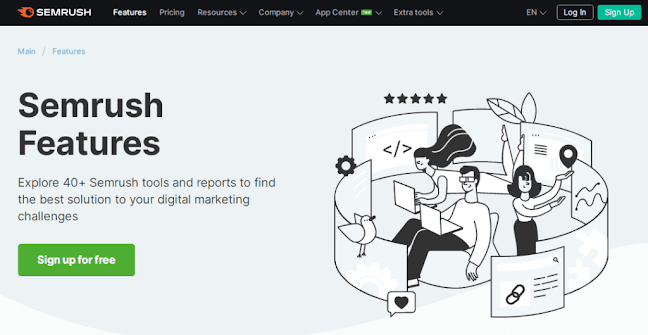 SEMRUSH Features Pricing Resources Company App Center new Extra tools EN Log In Sign Up
Main / Features
Semrush
Features
Explore 40+ Semrush tools and reports to find
the best solution to your digital marketing
challenges
Sign up for free
</>